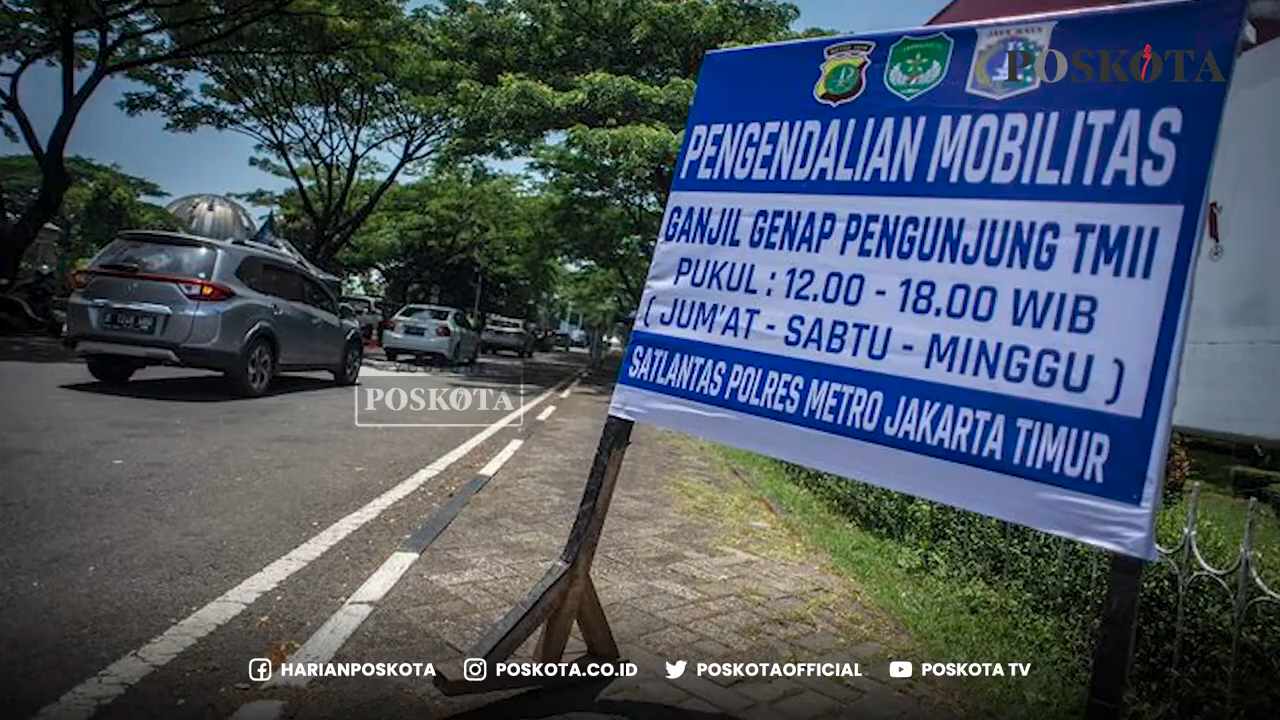 POSKOTA
PENGENDALIAN MOBILITAS
GANJIL GENAP PENGUNJUNG TMII
PUKUL : 12.00 - 18.00 WIB
( JUM'AT - SABTU - MINGGU )
SATLANTAS POLRES METRO JAKARTA TIMUR
POSKOTA
HARIANPOSKOTA POSKOTA.CO.ID POSKOTAOFFICIAL POSKOTA TV